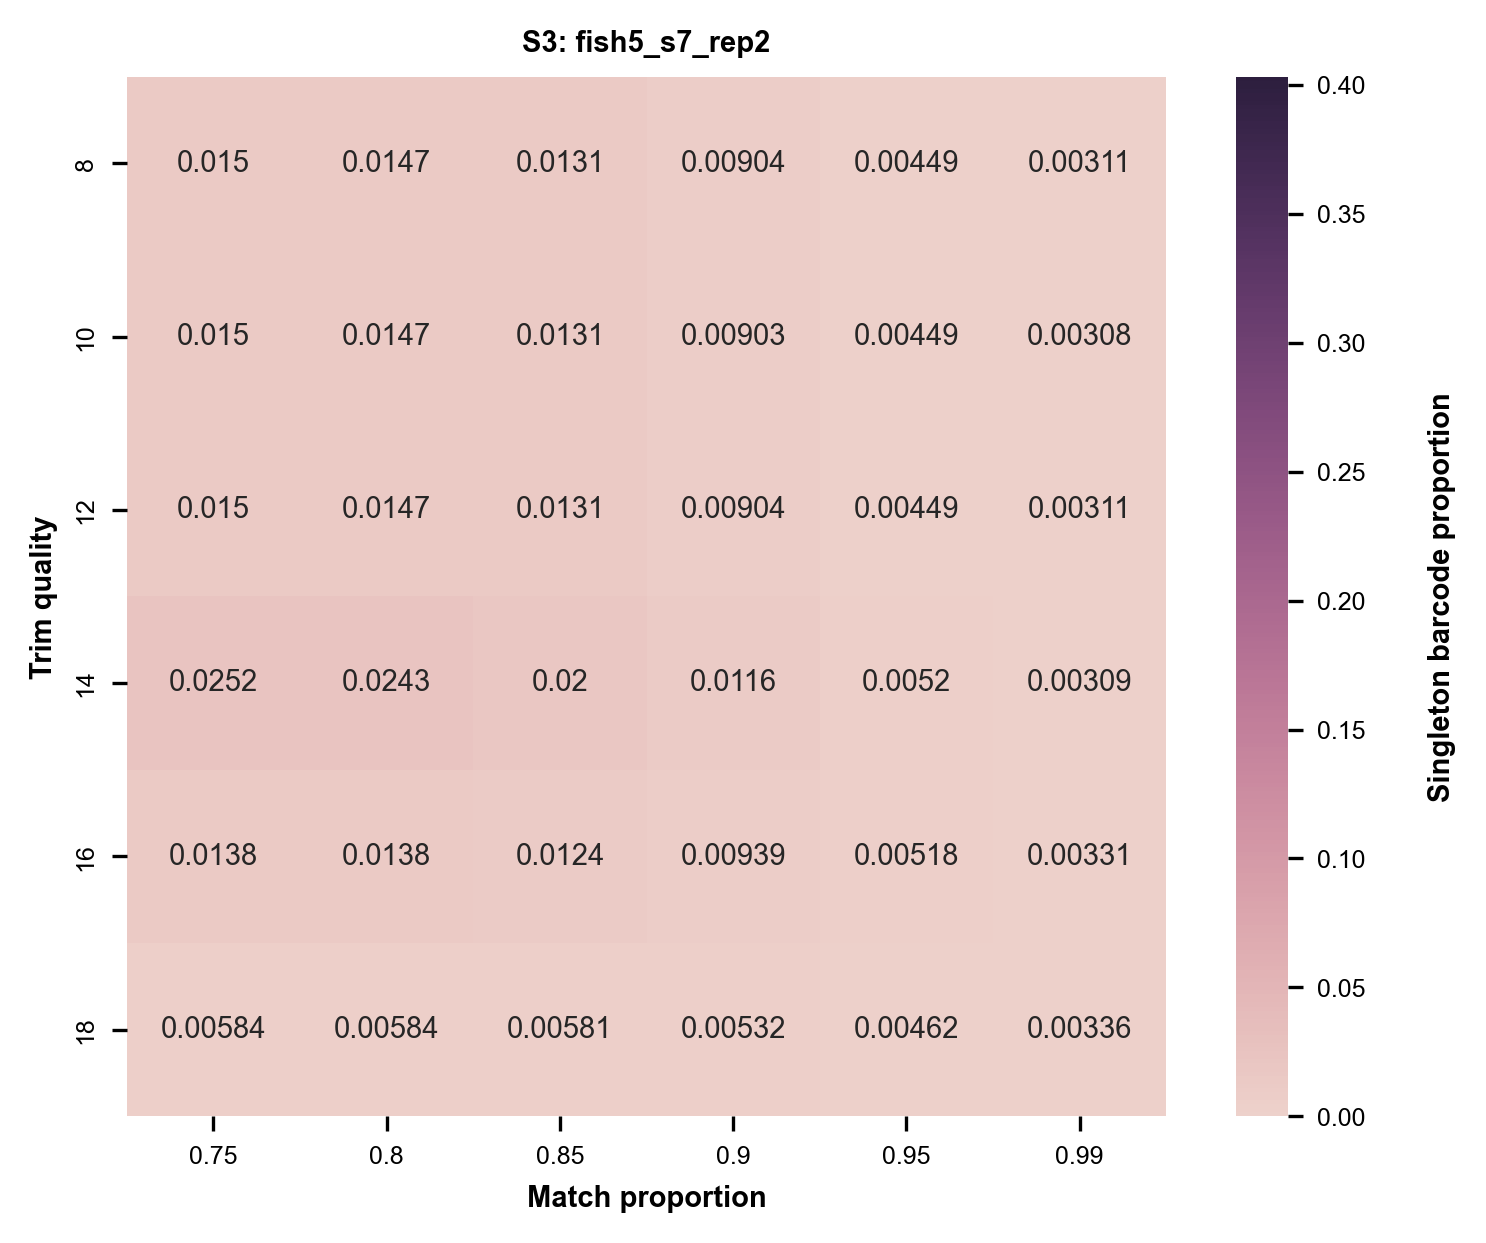 S3: fish5_s7_rep2
8 0.015 0.0147 0.0131 0.00904 0.00449 0.00311
10 0.015 0.0147 0.0131 0.00903 0.00449 0.00308
12 0.015 0.0147 0.0131 0.00904 0.00449 0.00311
14 0.0252 0.0243 0.02 0.0116 0.0052 0.00309
16 0.0138 0.0138 0.0124 0.00939 0.00518 0.00331
18 0.00584 0.00584 0.00581 0.00532 0.00462 0.00336
0.75 0.8 0.85 0.9 0.95 0.99
Match proportion
Trim quality
0.40
0.35
0.30
0.25
0.20
0.15
0.10
0.05
0.00
Singleton barcode proportion